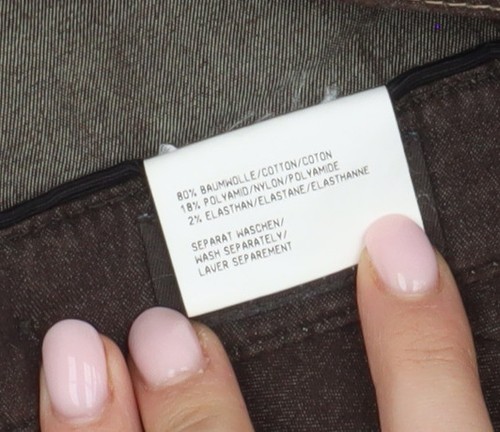 80% BAUMWOLLE/COTTON/COTON
18% POLYAMID/NYLON/POLYAMIDE
2% ELASTHAN/ELASTANE/ELASTHANNE
SEPARAT WASCHEN/
WASH SEPARATELY/
LAVER SEPAREMENT